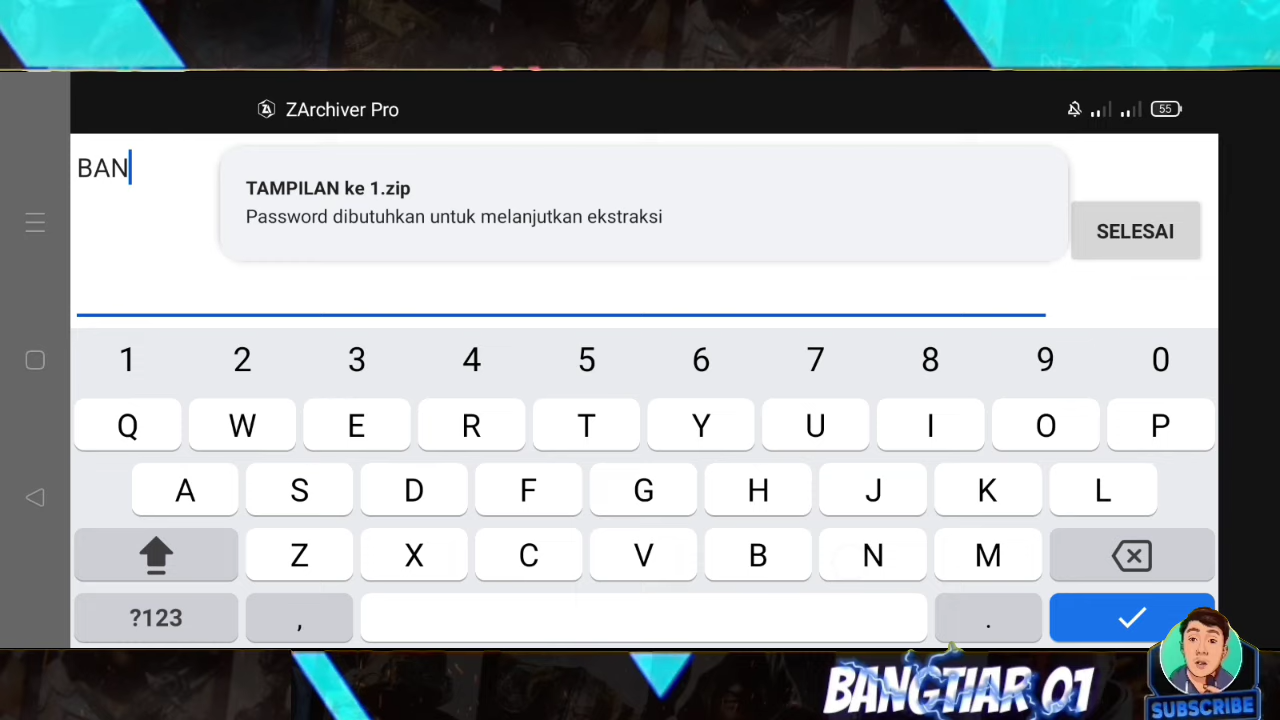 ZArchiver Pro
55
BAN
TAMPILAN ke 1.zip
Password dibutuhkan untuk melanjutkan ekstraksi
SELESAI
1 2 3 4 5 6 7 8 9 0
Q W E R T Y U I O P
A S D F G H J K L
Z X C V B N M
?123 , .
BANGTIAR 01
SUBSCRIBE